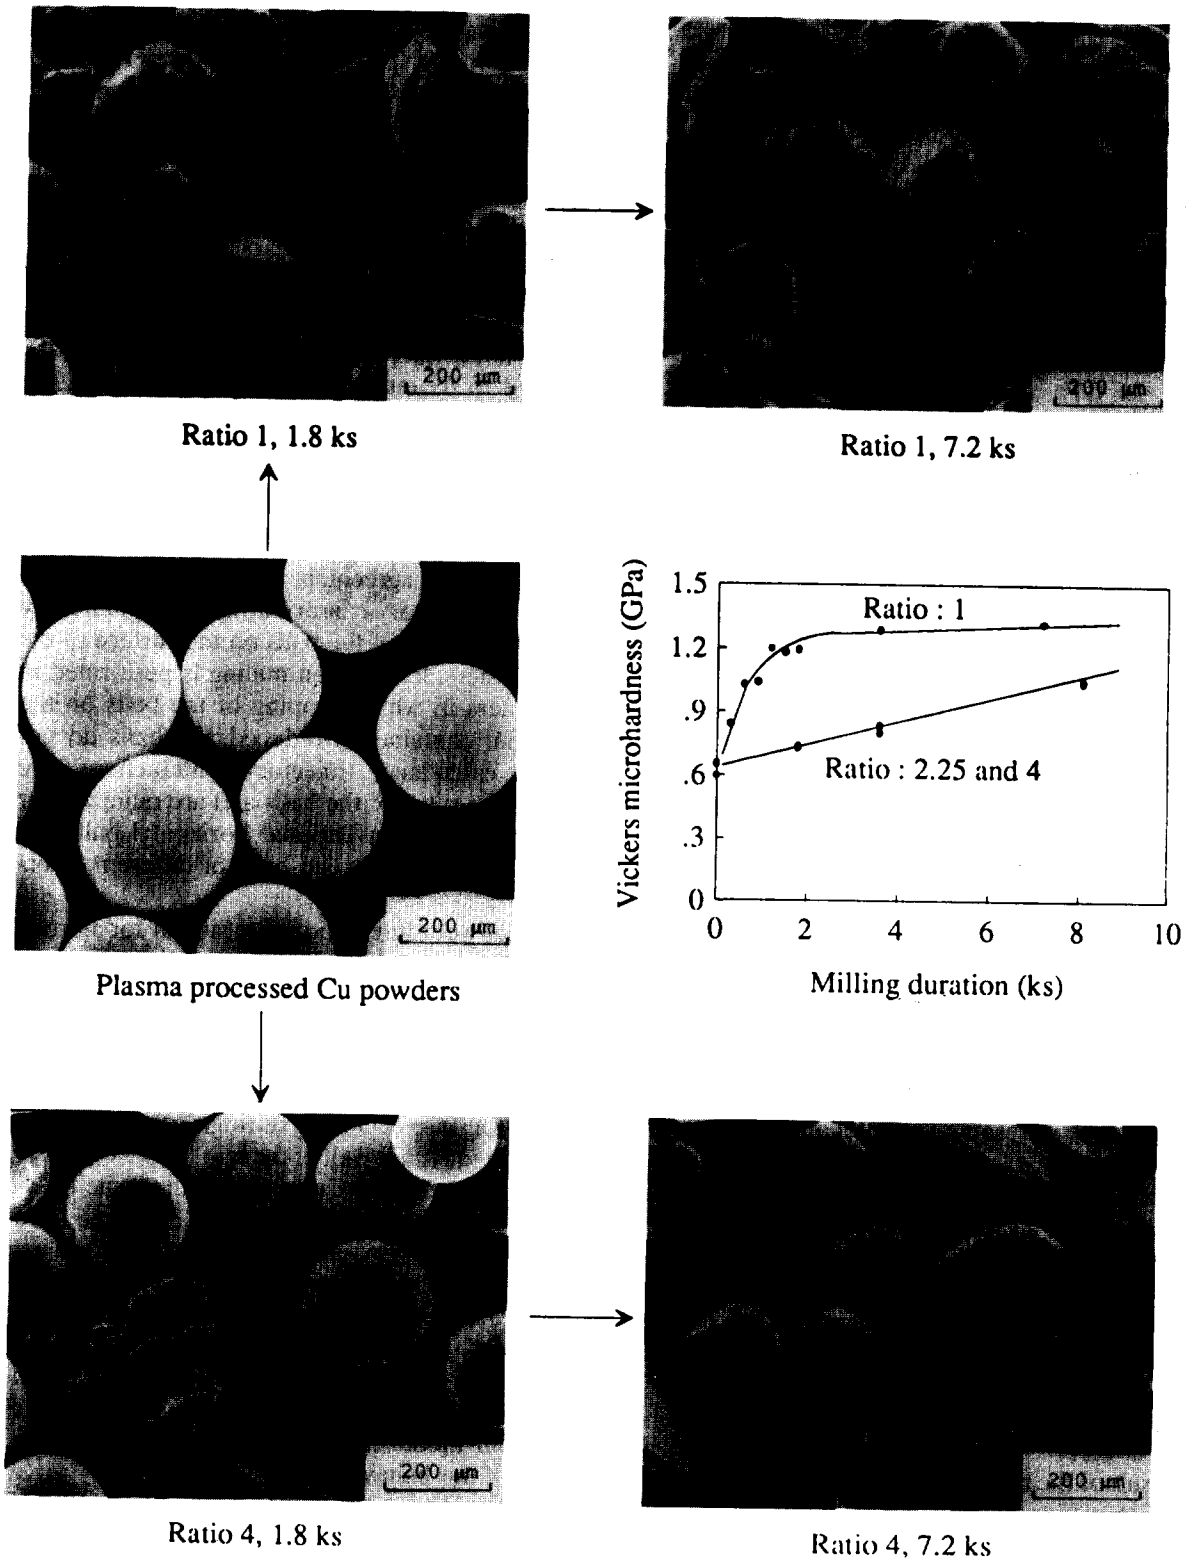 200 μm
200 μm
Ratio 1, 1.8 ks
Ratio 1, 7.2 ks
200 μm
Plasma processed Cu powders
Vickers microhardness (GPa)
1.5
1.2
.9
.6
.3
0
Ratio : 1
Ratio : 2.25 and 4
0 2 4 6 8 10
Milling duration (ks)
200 μm
200 μm
Ratio 4, 1.8 ks
Ratio 4, 7.2 ks